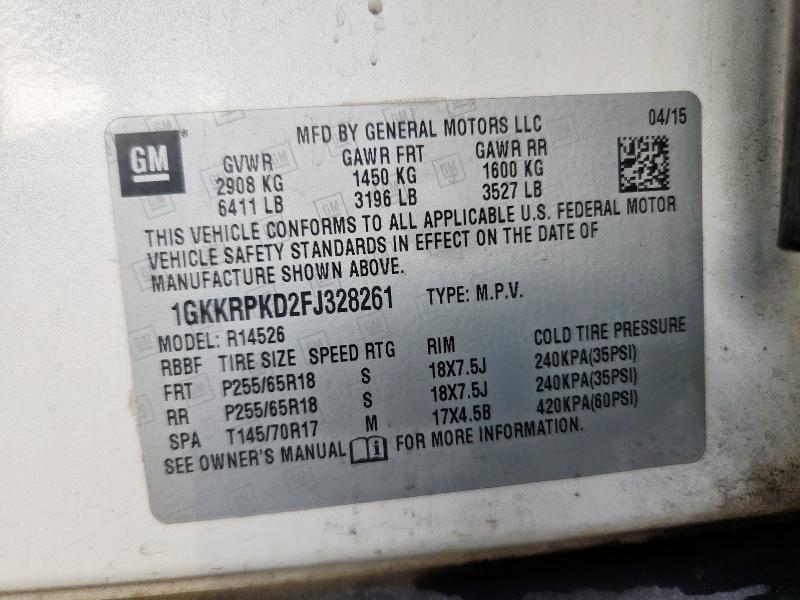 GM
MFD BY GENERAL MOTORS LLC 04/15
GVWR GAWR FRT GAWR RR
2908 KG 1450 KG 1600 KG
6411 LB 3196 LB 3527 LB
THIS VEHICLE CONFORMS TO ALL APPLICABLE U.S. FEDERAL MOTOR
VEHICLE SAFETY STANDARDS IN EFFECT ON THE DATE OF
MANUFACTURE SHOWN ABOVE.
1GKKRPKD2FJ328261 TYPE: M.P.V.
MODEL: R14526
RBBF TIRE SIZE SPEED RTG RIM COLD TIRE PRESSURE
FRT P255/65R18 S 18X7.5J 240KPA(35PSI)
RR P255/65R18 S 18X7.5J 240KPA(35PSI)
SPA T145/70R17 M 17X4.5B 420KPA(60PSI)
SEE OWNER'S MANUAL FOR MORE INFORMATION.